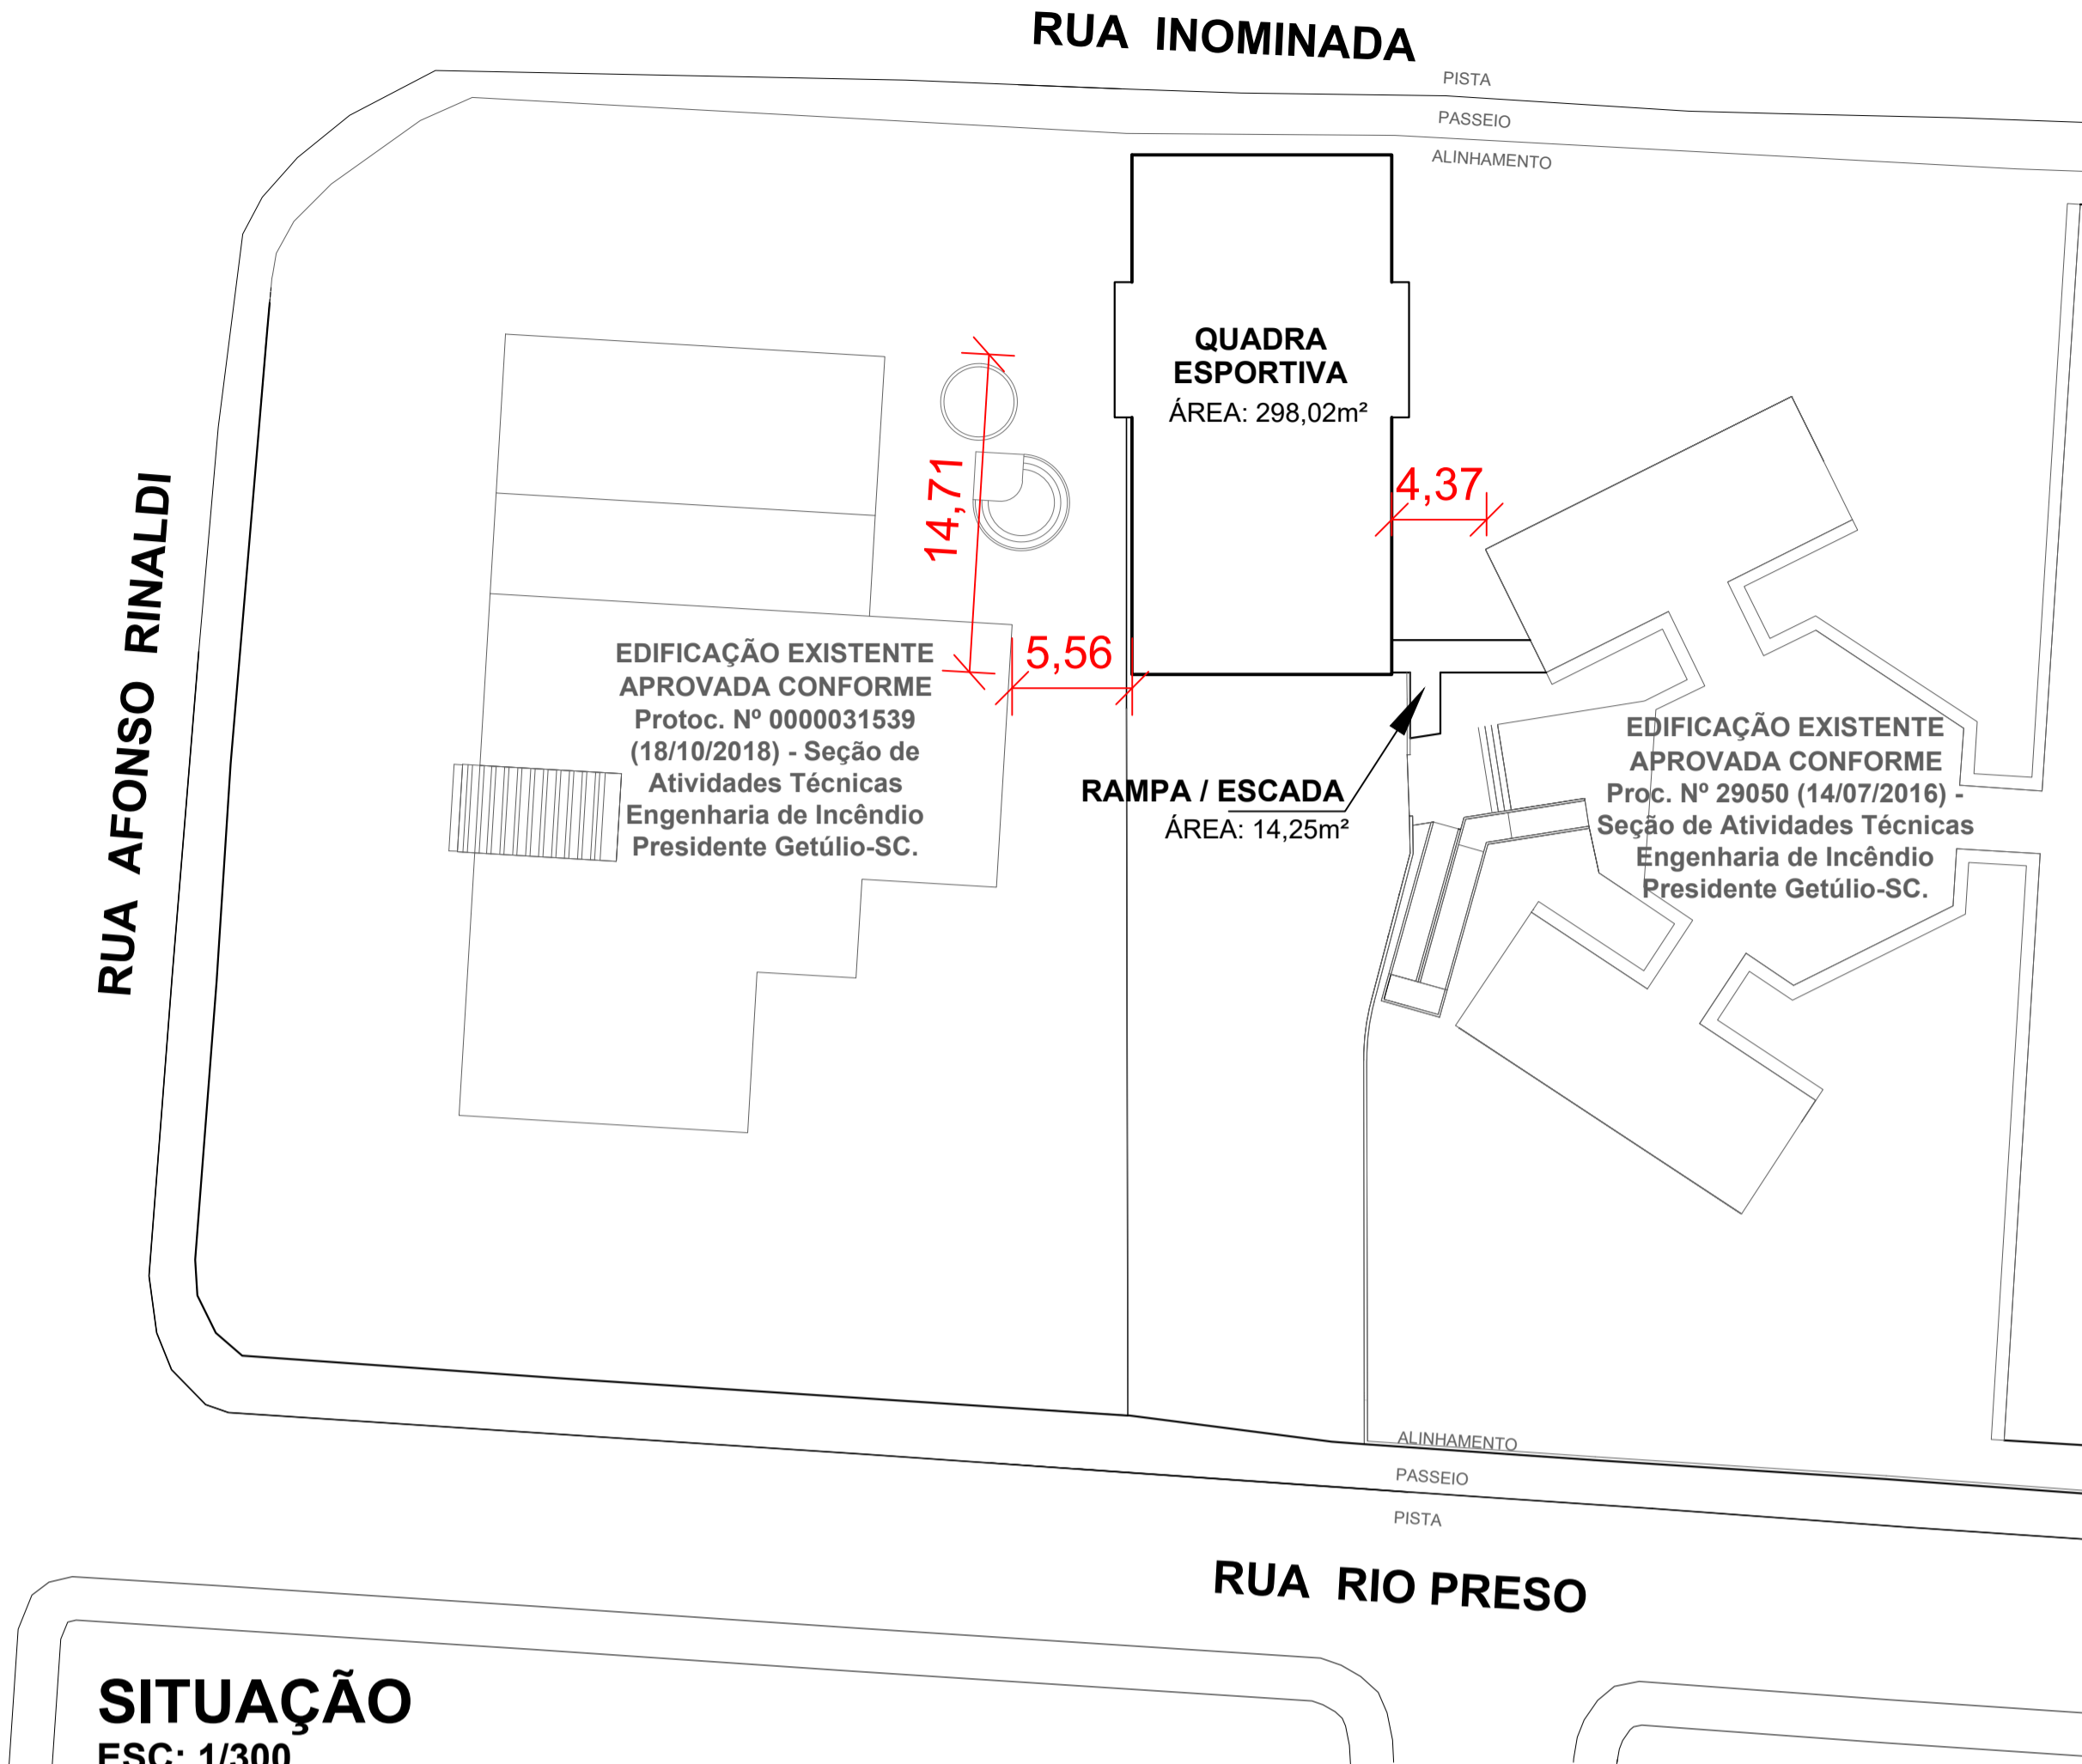 RUA INOMINADA
PISTA
PASSEIO
ALINHAMENTO
QUADRA
ESPORTIVA
ÁREA: 298,02m²
14,71
4,37
5,56
RUA AFONSO RINALDI
EDIFICAÇÃO EXISTENTE
APROVADA CONFORME
Protoc. Nº 0000031539
(18/10/2018) - Seção de
Atividades Técnicas
Engenharia de Incêndio
Presidente Getúlio-SC.
RAMPA / ESCADA
ÁREA: 14,25m²
EDIFICAÇÃO EXISTENTE
APROVADA CONFORME
Proc. Nº 29050 (14/07/2016) -
Seção de Atividades Técnicas
Engenharia de Incêndio
Presidente Getúlio-SC.
ALINHAMENTO
PASSEIO
PISTA
RUA RIO PRESO
SITUAÇÃO
ESC: 1/300